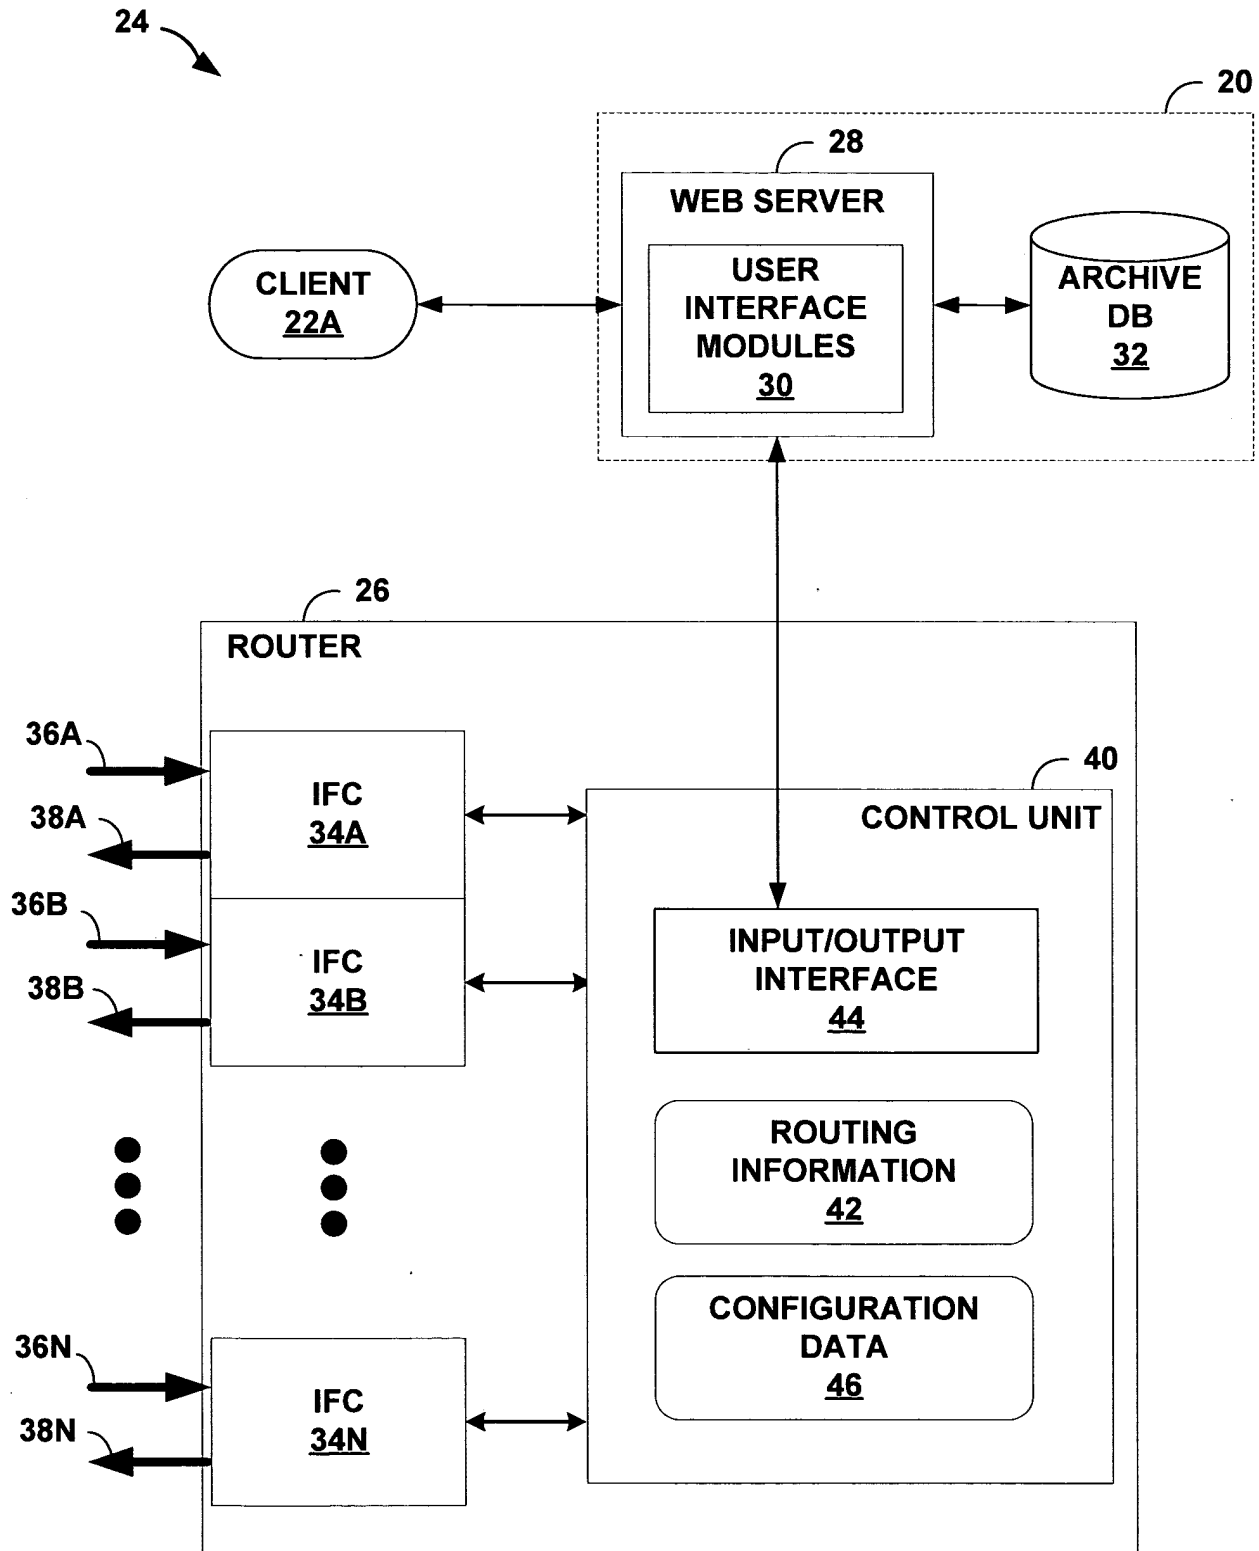 24
20
28
WEB SERVER
USER
INTERFACE
MODULES
30
ARCHIVE
DB
32
CLIENT
22A
26
ROUTER
36A
38A
36B
38B
IFC
34A
IFC
34B
40
CONTROL UNIT
INPUT/OUTPUT
INTERFACE
44
ROUTING
INFORMATION
42
CONFIGURATION
DATA
46
36N
38N
IFC
34N